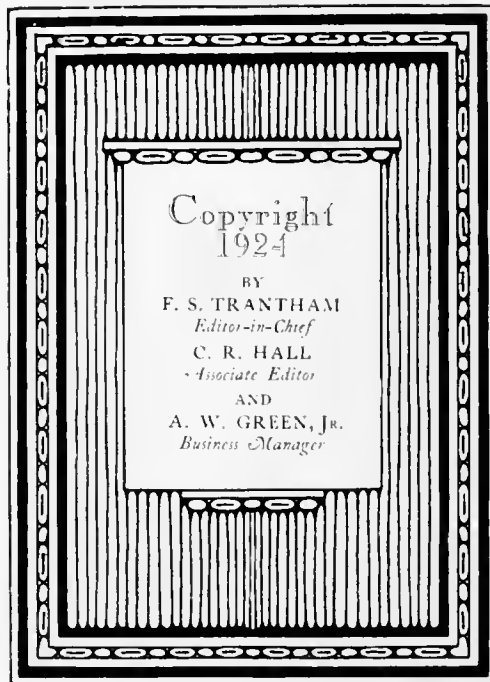 Copyright
1924
BY
F. S. TRANTHAM
Editor-in-Chief
C. R. HALL
Associate Editor
AND
A. W. GREEN, JR.
Business Manager